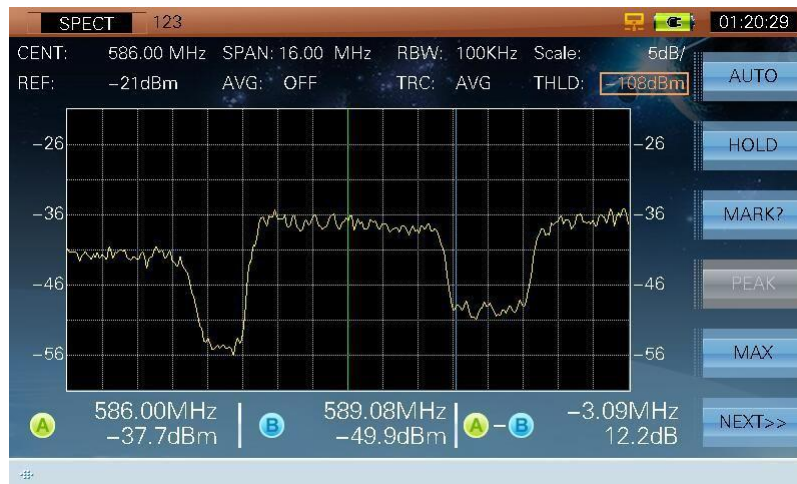 SPECT 123 01:20:29
CENT: 586.00 MHz SPAN: 16.00 MHz RBW: 100KHz Scale: 5dB/
REF: −21dBm AVG: OFF TRC: AVG THLD: −108dBm
AUTO
−26 −26
HOLD
−36 −36
MARK?
−46 −46
PEAK
−56 −56
MAX
A 586.00MHz B 589.08MHz A−B −3.09MHz
−37.7dBm −49.9dBm 12.2dB
NEXT>>